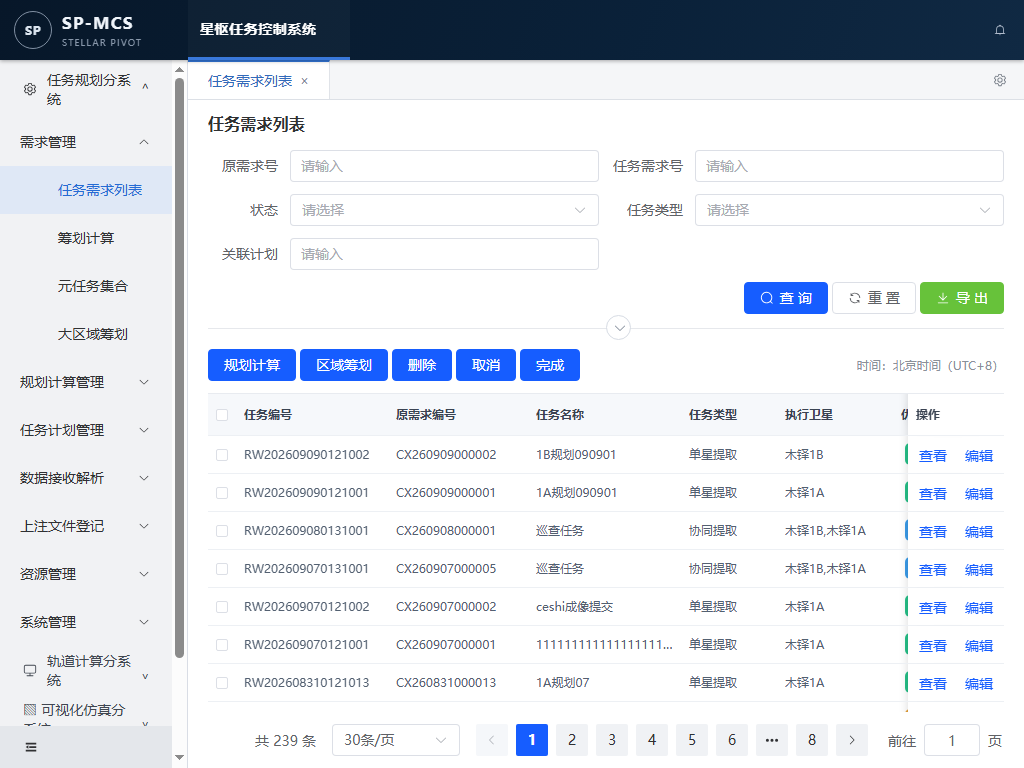 SP
SP-MCS
STELLAR PIVOT
星枢任务控制系统
任务规划分系
统
需求管理
任务需求列表
筹划计算
元任务集合
大区域筹划
规划计算管理
任务计划管理
数据接收解析
上注文件登记
资源管理
系统管理
轨道计算分系
统
可视化仿真分
任务需求列表 ×
任务需求列表
原需求号 请输入 任务需求号 请输入
状态 请选择 任务类型 请选择
关联计划 请输入
查询 重置 导出
规划计算 区域筹划 删除 取消 完成 时间：北京时间（UTC+8）
任务编号 原需求编号 任务名称 任务类型 执行卫星 操作
RW202609090121002 CX260909000002 1B规划090901 单星提取 木铎1B 查看 编辑
RW202609090121001 CX260909000001 1A规划090901 单星提取 木铎1A 查看 编辑
RW202609080131001 CX260908000001 巡查任务 协同提取 木铎1B,木铎1A 查看 编辑
RW202609070131001 CX260907000005 巡查任务 协同提取 木铎1B,木铎1A 查看 编辑
RW202609070121002 CX260907000002 ceshi成像提交 单星提取 木铎1A 查看 编辑
RW202609070121001 CX260907000001 111111111111111111... 单星提取 木铎1A 查看 编辑
RW202608310121013 CX260831000013 1A规划07 单星提取 木铎1A 查看 编辑
共 239 条 30条/页 1 2 3 4 5 6 ••• 8 前往 1 页